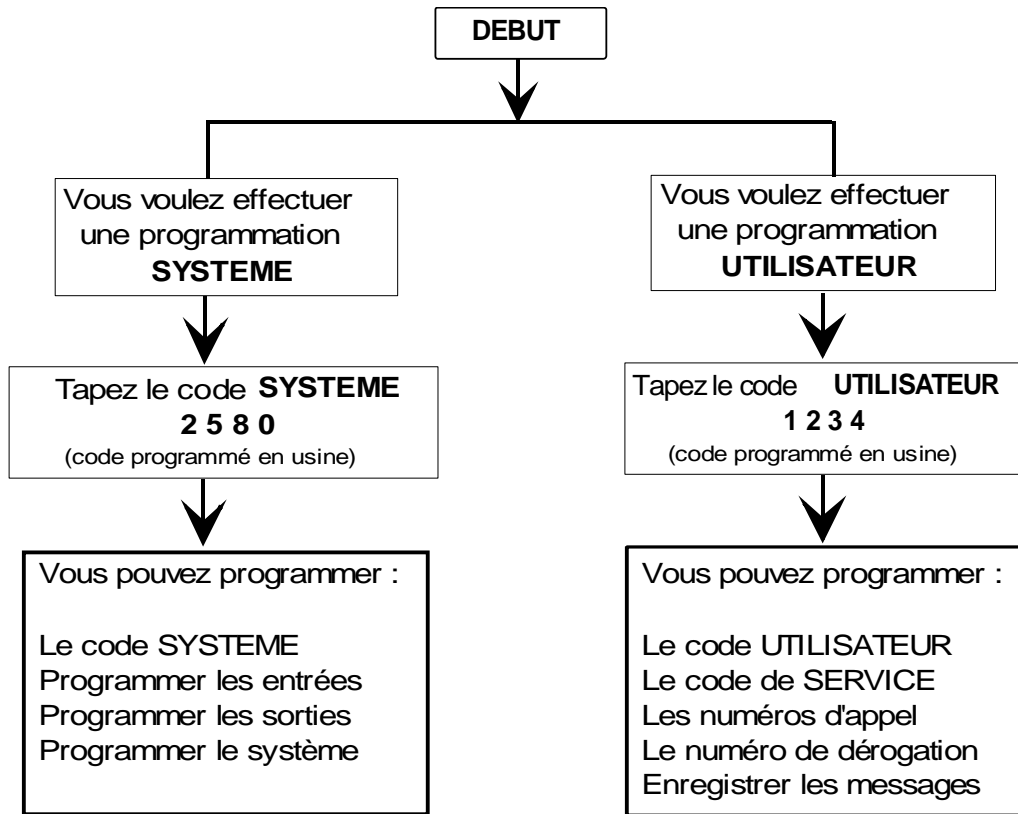 DEBUT
Vous voulez effectuer
une programmation
SYSTEME
Tapez le code SYSTEME
2 5 8 0
(code programmé en usine)
Vous pouvez programmer :
Le code SYSTEME
Programmer les entrées
Programmer les sorties
Programmer le système
Vous voulez effectuer
une programmation
UTILISATEUR
Tapez le code UTILISATEUR
1 2 3 4
(code programmé en usine)
Vous pouvez programmer :
Le code UTILISATEUR
Le code de SERVICE
Les numéros d'appel
Le numéro de dérogation
Enregistrer les messages